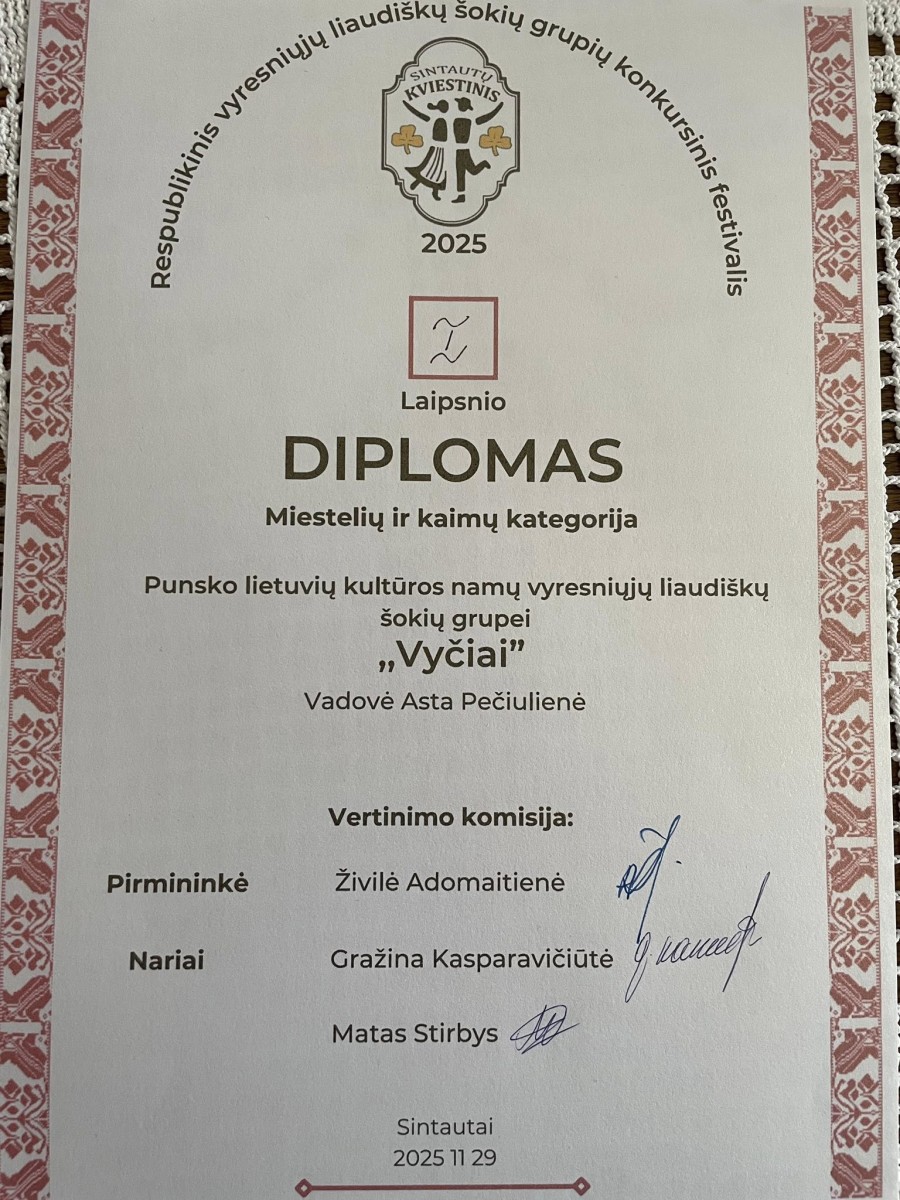 Respublikinis vyresniųjų liaudiškų šokių grupių konkursinis festivalis
SINTAUTŲ
KVIESTINIS
2025
I
Laipsnio
DIPLOMAS
Miestelių ir kaimų kategorija
Punsko lietuvių kultūros namų vyresniųjų liaudiškų
šokių grupei
„Vyčiai”
Vadovė Asta Pečiulienė
Vertinimo komisija:
Pirmininkė Živilė Adomaitienė
Nariai Gražina Kasparavičiūtė
Matas Stirbys
Sintautai
2025 11 29